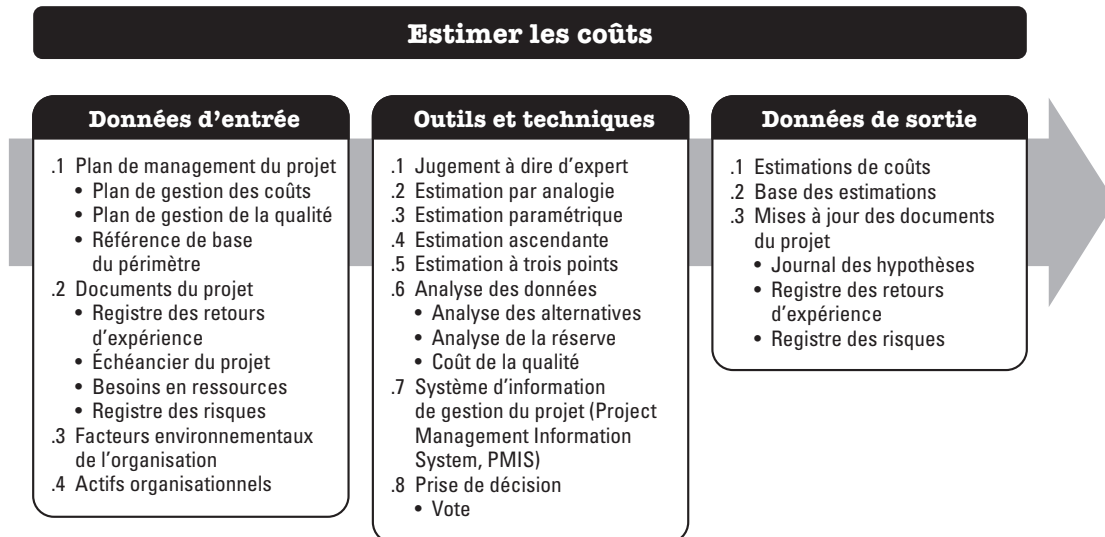 Estimer les coûts
Données d'entrée
.1 Plan de management du projet
• Plan de gestion des coûts
• Plan de gestion de la qualité
• Référence de base
du périmètre
.2 Documents du projet
• Registre des retours
d'expérience
• Échéancier du projet
• Besoins en ressources
• Registre des risques
.3 Facteurs environnementaux
de l'organisation
.4 Actifs organisationnels
Outils et techniques
.1 Jugement à dire d'expert
.2 Estimation par analogie
.3 Estimation paramétrique
.4 Estimation ascendante
.5 Estimation à trois points
.6 Analyse des données
• Analyse des alternatives
• Analyse de la réserve
• Coût de la qualité
.7 Système d'information
de gestion du projet (Project
Management Information
System, PMIS)
.8 Prise de décision
• Vote
Données de sortie
.1 Estimations de coûts
.2 Base des estimations
.3 Mises à jour des documents
du projet
• Journal des hypothèses
• Registre des retours
d'expérience
• Registre des risques